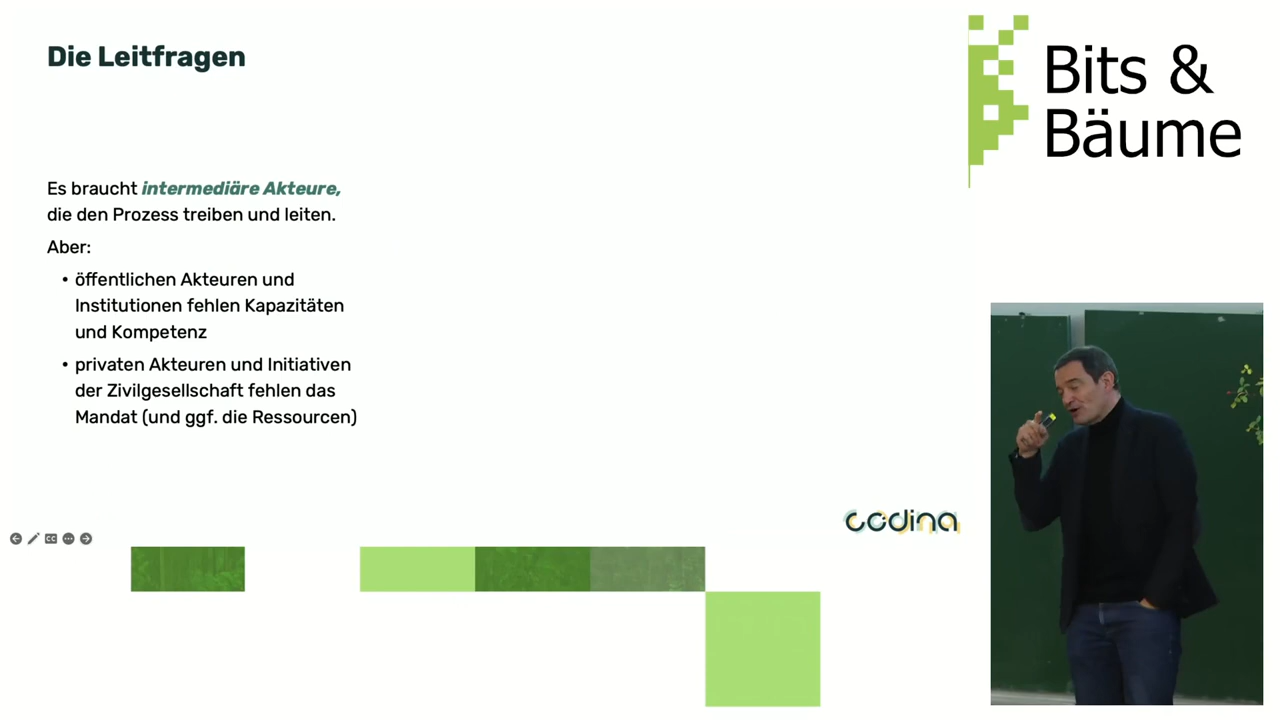 Die Leitfragen
Es braucht intermediäre Akteure,
die den Prozess treiben und leiten.
Aber:
• öffentlichen Akteuren und
Institutionen fehlen Kapazitäten
und Kompetenz
• privaten Akteuren und Initiativen
der Zivilgesellschaft fehlen das
Mandat (und ggf. die Ressourcen)
codina
CC
Bits &
Bäume